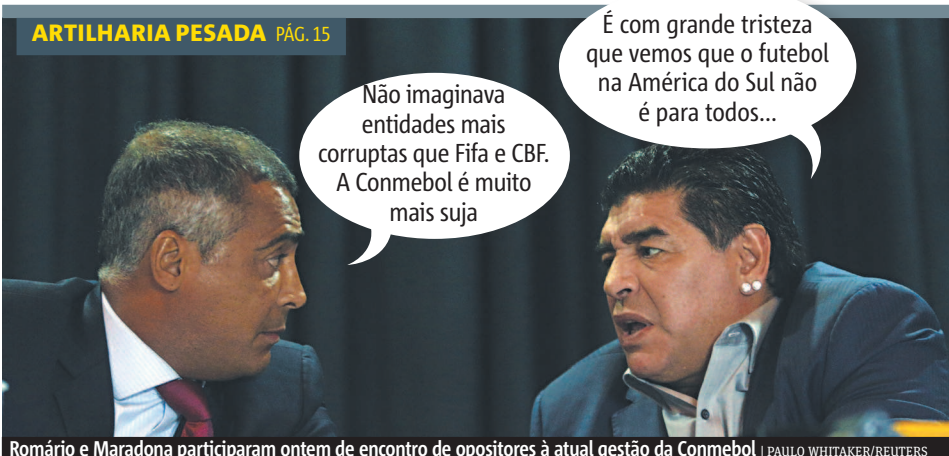 ARTILHARIA PESADA PÁG. 15
Não imaginava
entidades mais
corruptas que Fifa e CBF.
A Conmebol é muito
mais suja
É com grande tristeza
que vemos que o futebol
na América do Sul não
é para todos...
Romário e Maradona participaram ontem de encontro de opositores à atual gestão da Conmebol | PAULO WHITAKER/REUTERS